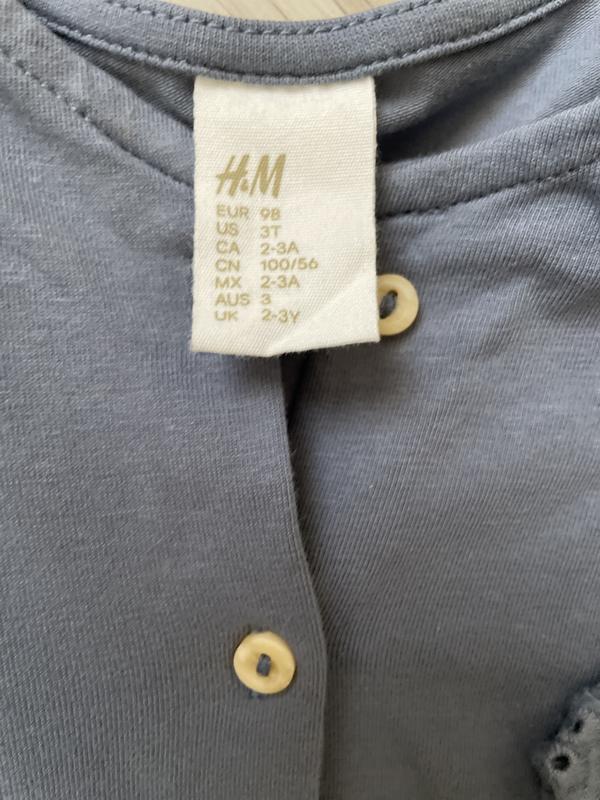 H&M
EUR 98
US 3T
CA 2-3A
CN 100/56
MX 2-3A
AUS 3
UK 2-3Y